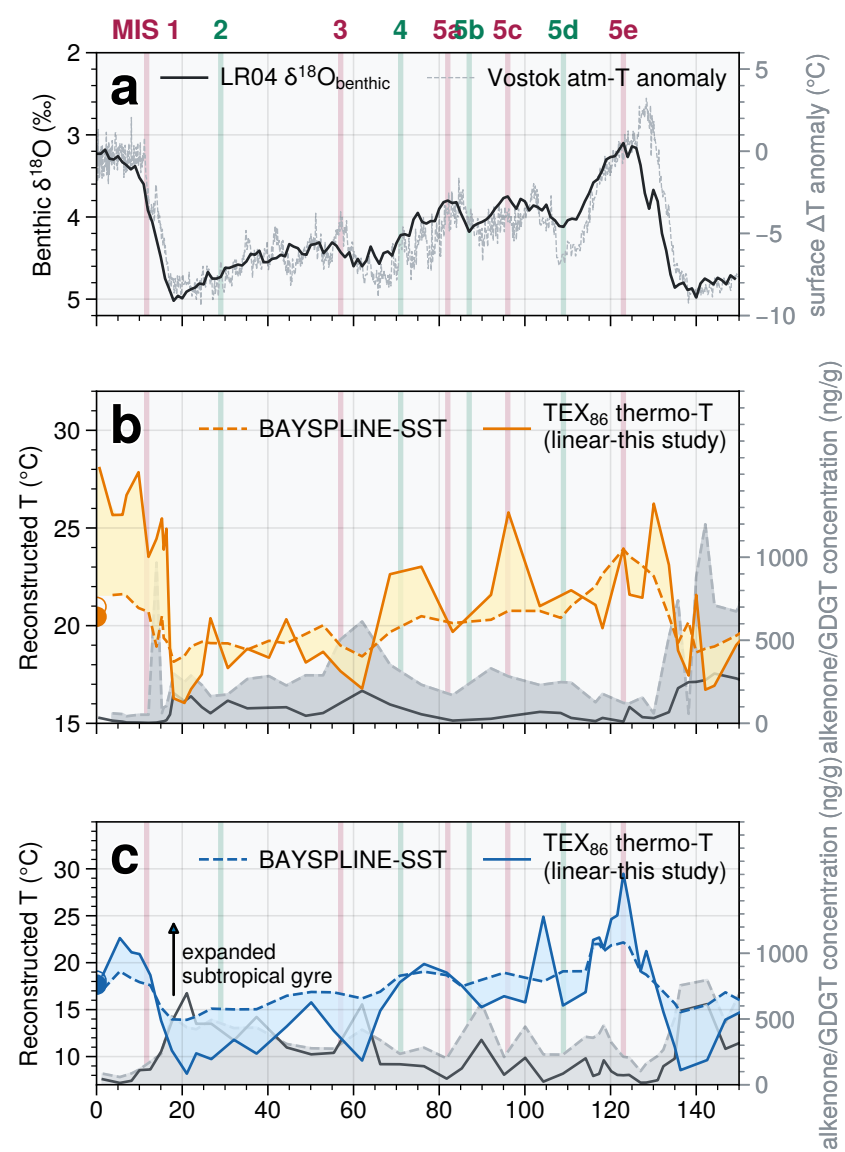 MIS 1 2 3 4 5a 5b 5c 5d 5e
a
LR04 δ¹⁸Obenthic
Vostok atm-T anomaly
Benthic δ¹⁸O (‰)
2
3
4
5
surface ΔT anomaly (°C)
5
0
−5
−10
b
BAYSPLINE-SST
TEX₈₆ thermo-T
(linear-this study)
Reconstructed T (°C)
30
25
20
15
alkenone/GDGT concentration (ng/g)
1000
500
0
c
BAYSPLINE-SST
TEX₈₆ thermo-T
(linear-this study)
expanded
subtropical gyre
Reconstructed T (°C)
30
25
20
15
10
alkenone/GDGT concentration (ng/g)
1000
500
0
0 20 40 60 80 100 120 140